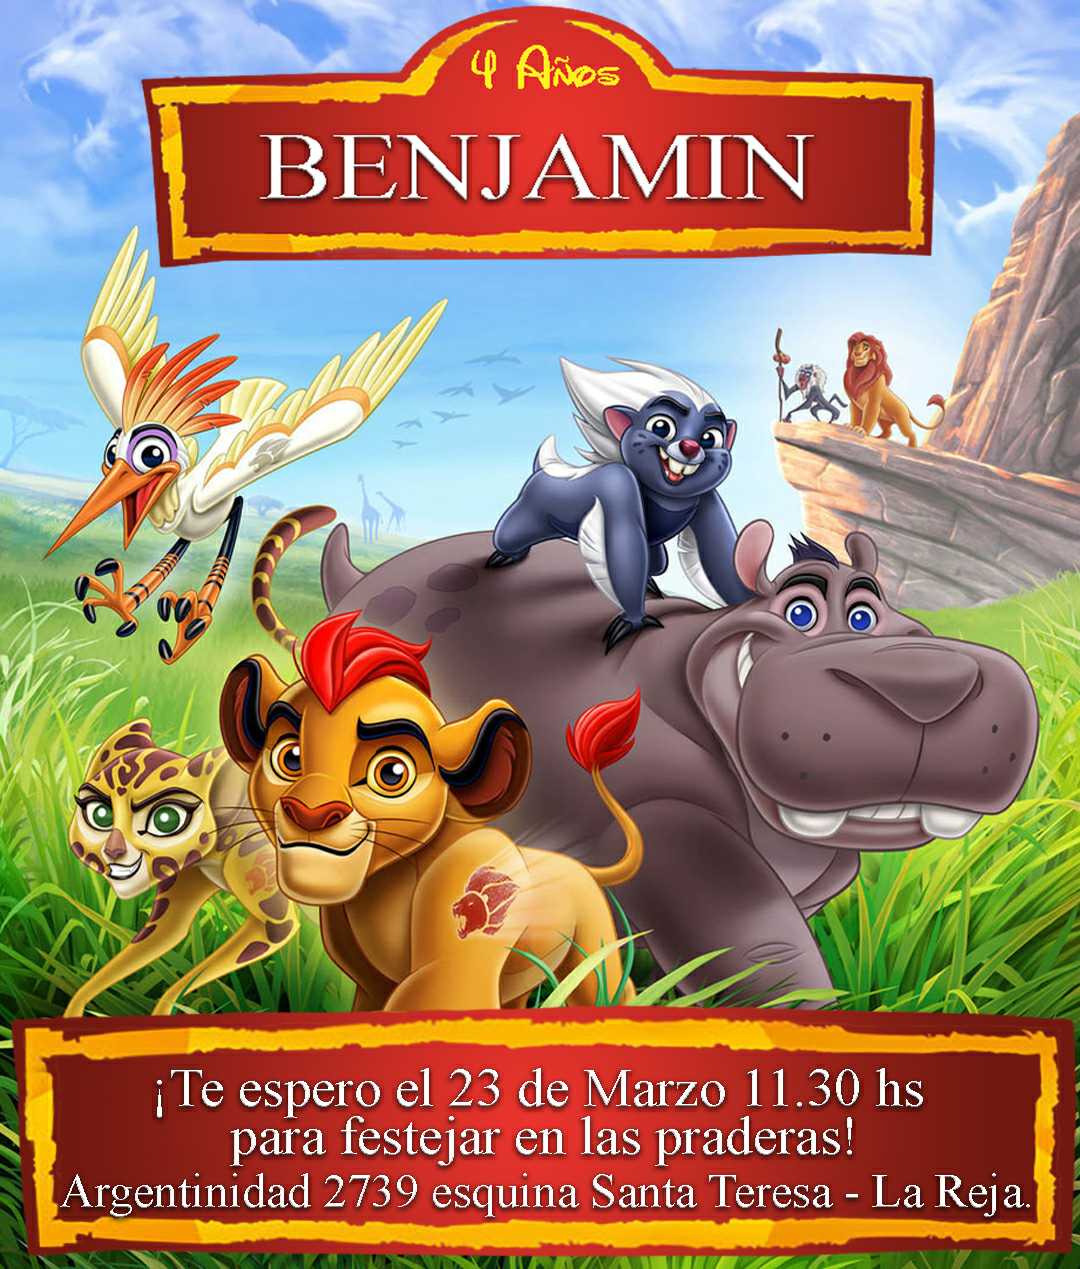 4 Años
BENJAMIN
¡Te espero el 23 de Marzo 11.30 hs
para festejar en las praderas!
Argentinidad 2739 esquina Santa Teresa - La Reja.